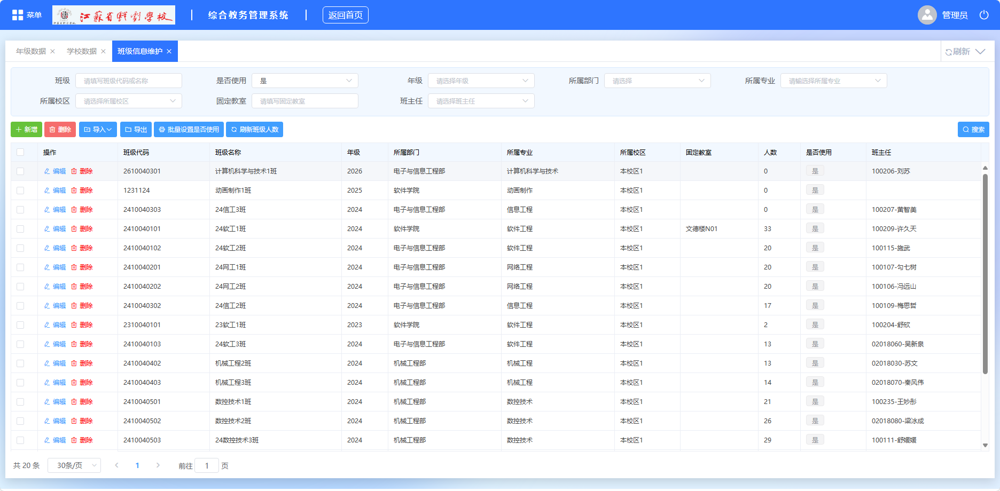 菜单 江苏省戏剧学校 综合教务管理系统 返回首页 管理员
年级数据 学校数据 班级信息维护 刷新
班级 请填写班级代码或名称 是否使用 是 年级 请选择年级 所属部门 请选择 所属专业 请输选择所属专业
所属校区 请选择所属校区 固定教室 请填写固定教室 班主任 请选择班主任
新增 删除 导入 导出 批量设置是否使用 刷新班级人数 搜索
操作 班级代码 班级名称 年级 所属部门 所属专业 所属校区 固定教室 人数 是否使用 班主任
编辑 删除 2610040301 计算机科学与技术1班 2026 电子与信息工程部 计算机科学与技术 本校区1 0 是 100206-刘苏
编辑 删除 1231124 动画制作1班 2025 软件学院 动画制作 本校区1 0 是
编辑 删除 2410040303 24信工3班 2024 电子与信息工程部 信息工程 本校区1 0 是 100207-黄智美
编辑 删除 2410040101 24软工1班 2024 软件学院 软件工程 本校区1 文德楼N01 33 是 100209-许久天
编辑 删除 2410040102 24软工2班 2024 电子与信息工程部 软件工程 本校区1 20 是 100115-施武
编辑 删除 2410040201 24网工1班 2024 电子与信息工程部 网络工程 本校区1 20 是 100107-勾七树
编辑 删除 2410040202 24网工2班 2024 电子与信息工程部 网络工程 本校区1 20 是 100106-冯远山
编辑 删除 2410040302 24信工2班 2024 电子与信息工程部 信息工程 本校区1 17 是 100109-梅思哲
编辑 删除 2310040101 23软工1班 2023 软件学院 软件工程 本校区1 2 是 100204-舒欣
编辑 删除 2410040103 24软工3班 2024 电子与信息工程部 软件工程 本校区1 13 是 02018060-吴新泉
编辑 删除 2410040402 机械工程2班 2024 机械工程部 机械工程 本校区1 13 是 02018030-苏文
编辑 删除 2410040403 机械工程3班 2024 机械工程部 机械工程 本校区1 14 是 02018070-秦风伟
编辑 删除 2410040501 数控技术1班 2024 机械工程部 数控技术 本校区1 21 是 100235-王妙彤
编辑 删除 2410040502 数控技术2班 2024 机械工程部 数控技术 本校区1 26 是 02018080-梁冰成
编辑 删除 2410040503 24数控技术3班 2024 机械工程部 数控技术 本校区1 29 是 100111-舒媛媛
共 20 条 30条/页 1 前往 1 页